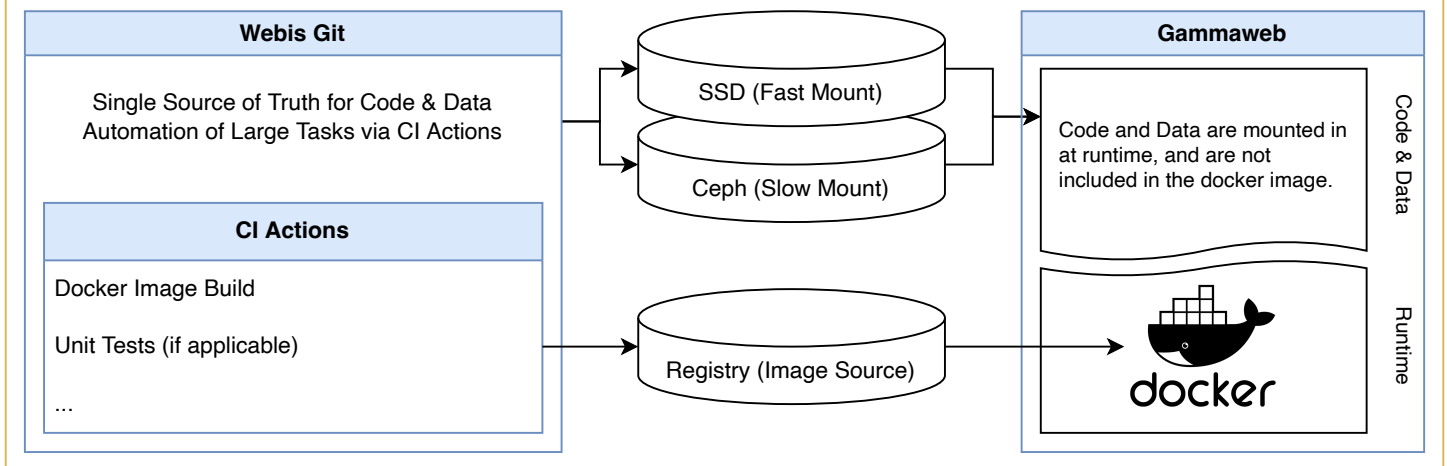 Webis Git
Single Source of Truth for Code & Data
Automation of Large Tasks via CI Actions
CI Actions
Docker Image Build
Unit Tests (if applicable)
...
SSD (Fast Mount)
Ceph (Slow Mount)
Registry (Image Source)
Gammaweb
Code and Data are mounted in
at runtime, and are not
included in the docker image.
Code & Data
docker
Runtime